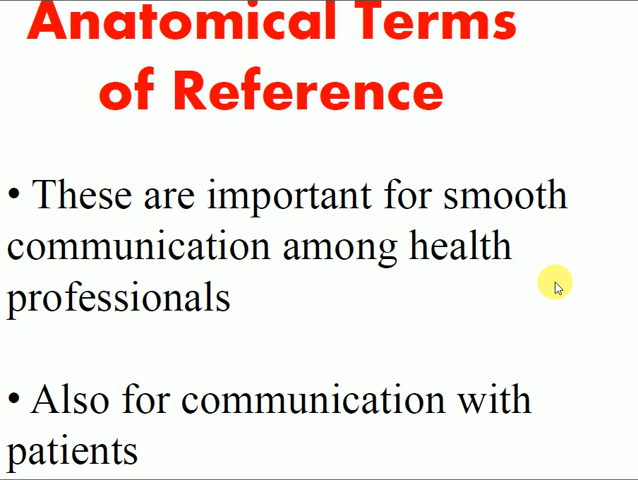 Anatomical Terms
of Reference
• These are important for smooth
communication among health
professionals
• Also for communication with
patients